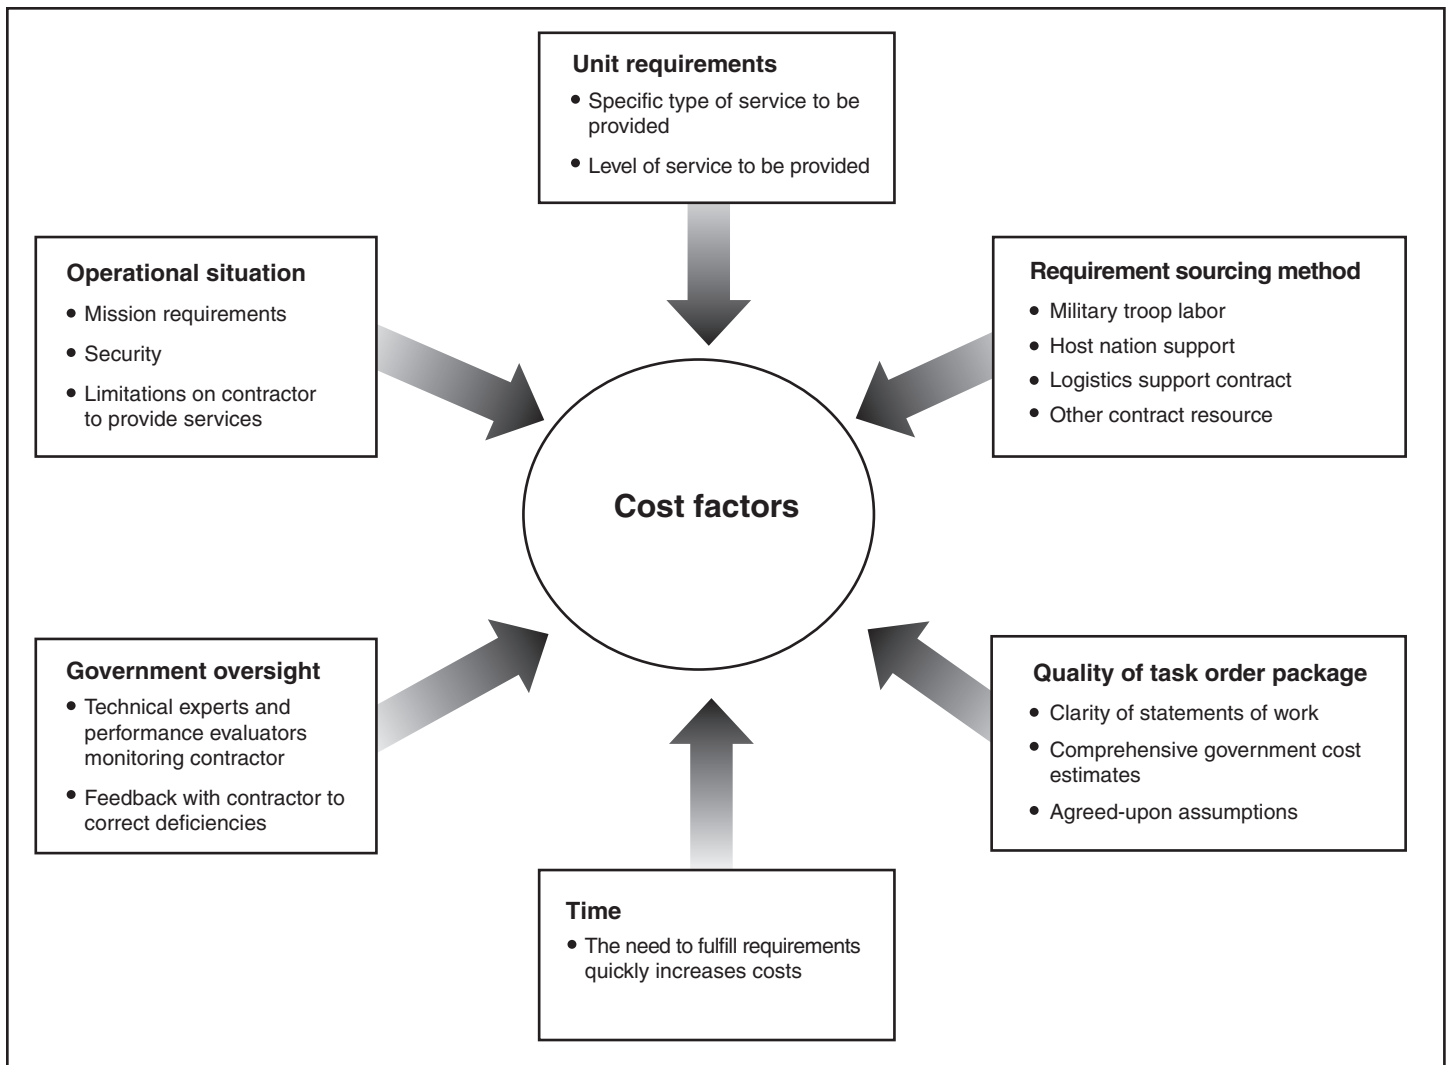 Unit requirements
• Specific type of service to be
provided
• Level of service to be provided
Operational situation
• Mission requirements
• Security
• Limitations on contractor
to provide services
Requirement sourcing method
• Military troop labor
• Host nation support
• Logistics support contract
• Other contract resource
Cost factors
Government oversight
• Technical experts and
performance evaluators
monitoring contractor
• Feedback with contractor to
correct deficiencies
Quality of task order package
• Clarity of statements of work
• Comprehensive government cost
estimates
• Agreed-upon assumptions
Time
• The need to fulfill requirements
quickly increases costs